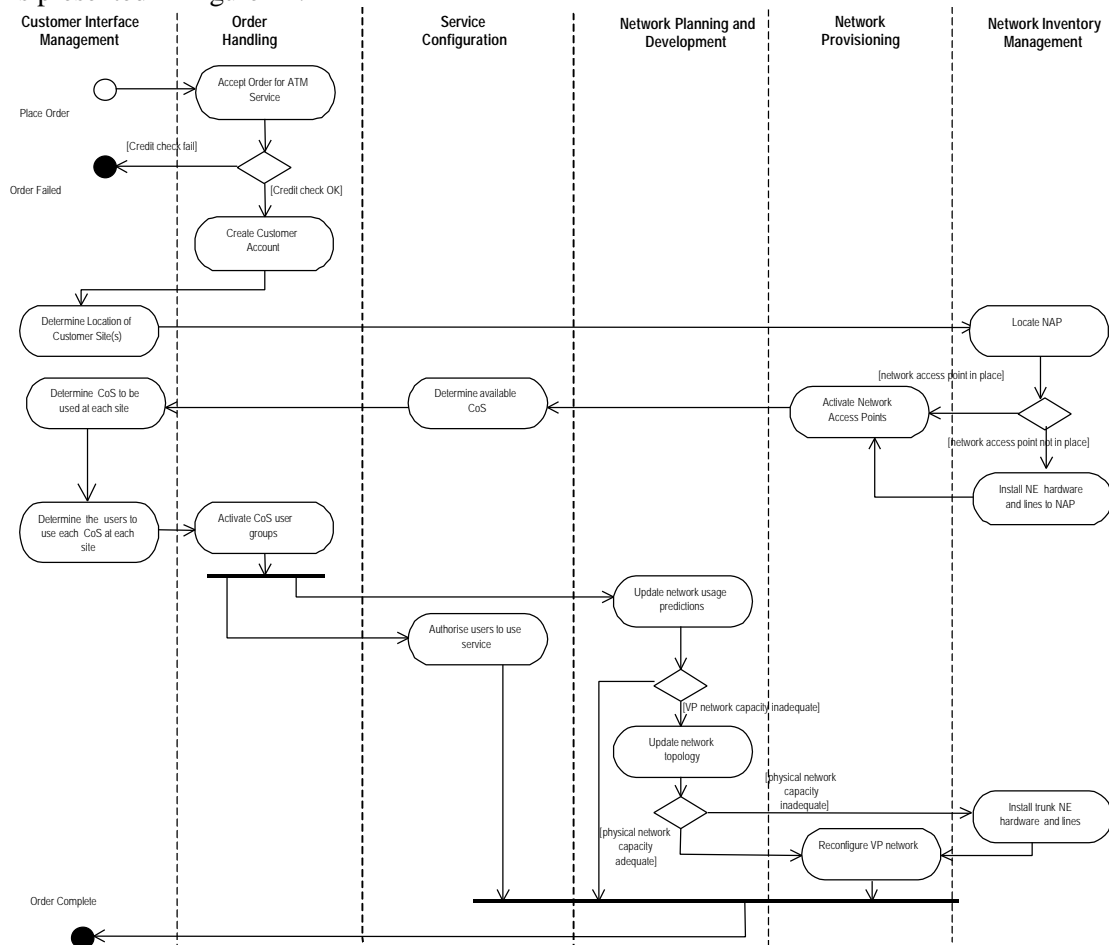 Customer Interface
Management
Order
Handling
Service
Configuration
Network Planning and
Development
Network
Provisioning
Network Inventory
Management
Accept Order for ATM
Service
Place Order
[Credit check fail]
Order Failed
[Credit check OK]
Create Customer
Account
Determine Location of
Customer Site(s)
Locate NAP
[network access point in place]
Determine CoS to be
used at each site
Determine available
CoS
Activate Network
Access Points
[network access point not in place]
Install NE hardware
and lines to NAP
Determine the users to
use each CoS at each
site
Activate CoS user
groups
Update network usage
predictions
Authorise users to use
service
[VP network capacity inadequate]
Update network
topology
[physical network
capacity
inadequate]
Install trunk NE
hardware and lines
[physical network
capacity
adequate]
Reconfigure VP network
Order Complete